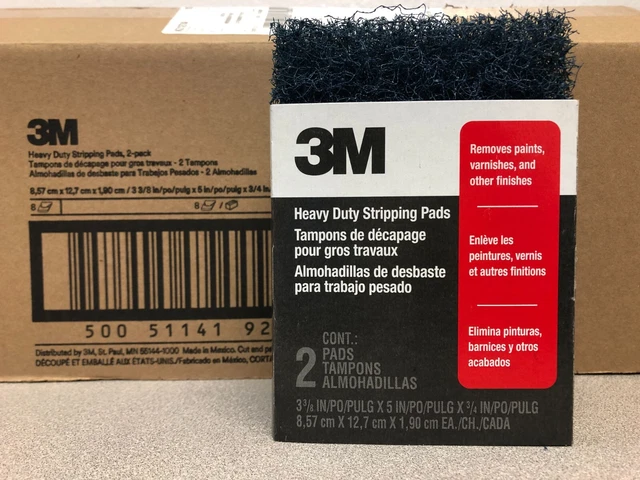 3M
Heavy Duty Stripping Pads, 2-pack
Tampons de décapage pour gros travaux - 2 Tampons
Almohadillas de desbaste para Trabajos Pesados - 2 Almohadillas
8,57 cm x 12,7 cm x 1,90 cm / 3 3/8 in/po/pulg x 5 in/po/pulg x 3/4 in
8
8
500 51141 92
Distributed by 3M, St. Paul, MN 55144-1000 Made in Mexico. Cut and
DÉCOUPÉ ET EMBALLÉ AUX ÉTATS-UNIS./Fabricado en México,
3M
Heavy Duty Stripping Pads
Tampons de décapage
pour gros travaux
Almohadillas de desbaste
para trabajo pesado
CONT.:
2 PADS
TAMPONS
ALMOHADILLAS
3 3/8 IN/PO/PULG X 5 IN/PO/PULG X 3/4 IN/PO/PULG
8,57 cm X 12,7 cm X 1,90 cm EA./CH./CADA
Removes paints,
varnishes, and
other finishes
Enlève les
peintures, vernis
et autres finitions
Elimina pinturas,
barnices y otros
acabados